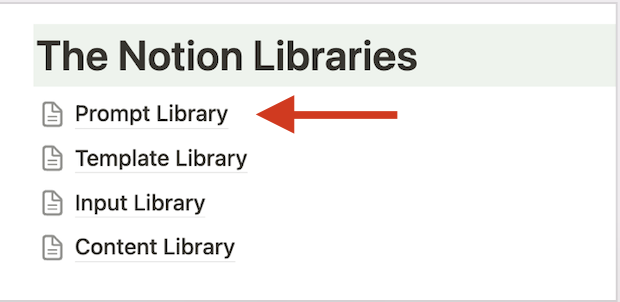 The Notion Libraries
Prompt Library
Template Library
Input Library
Content Library